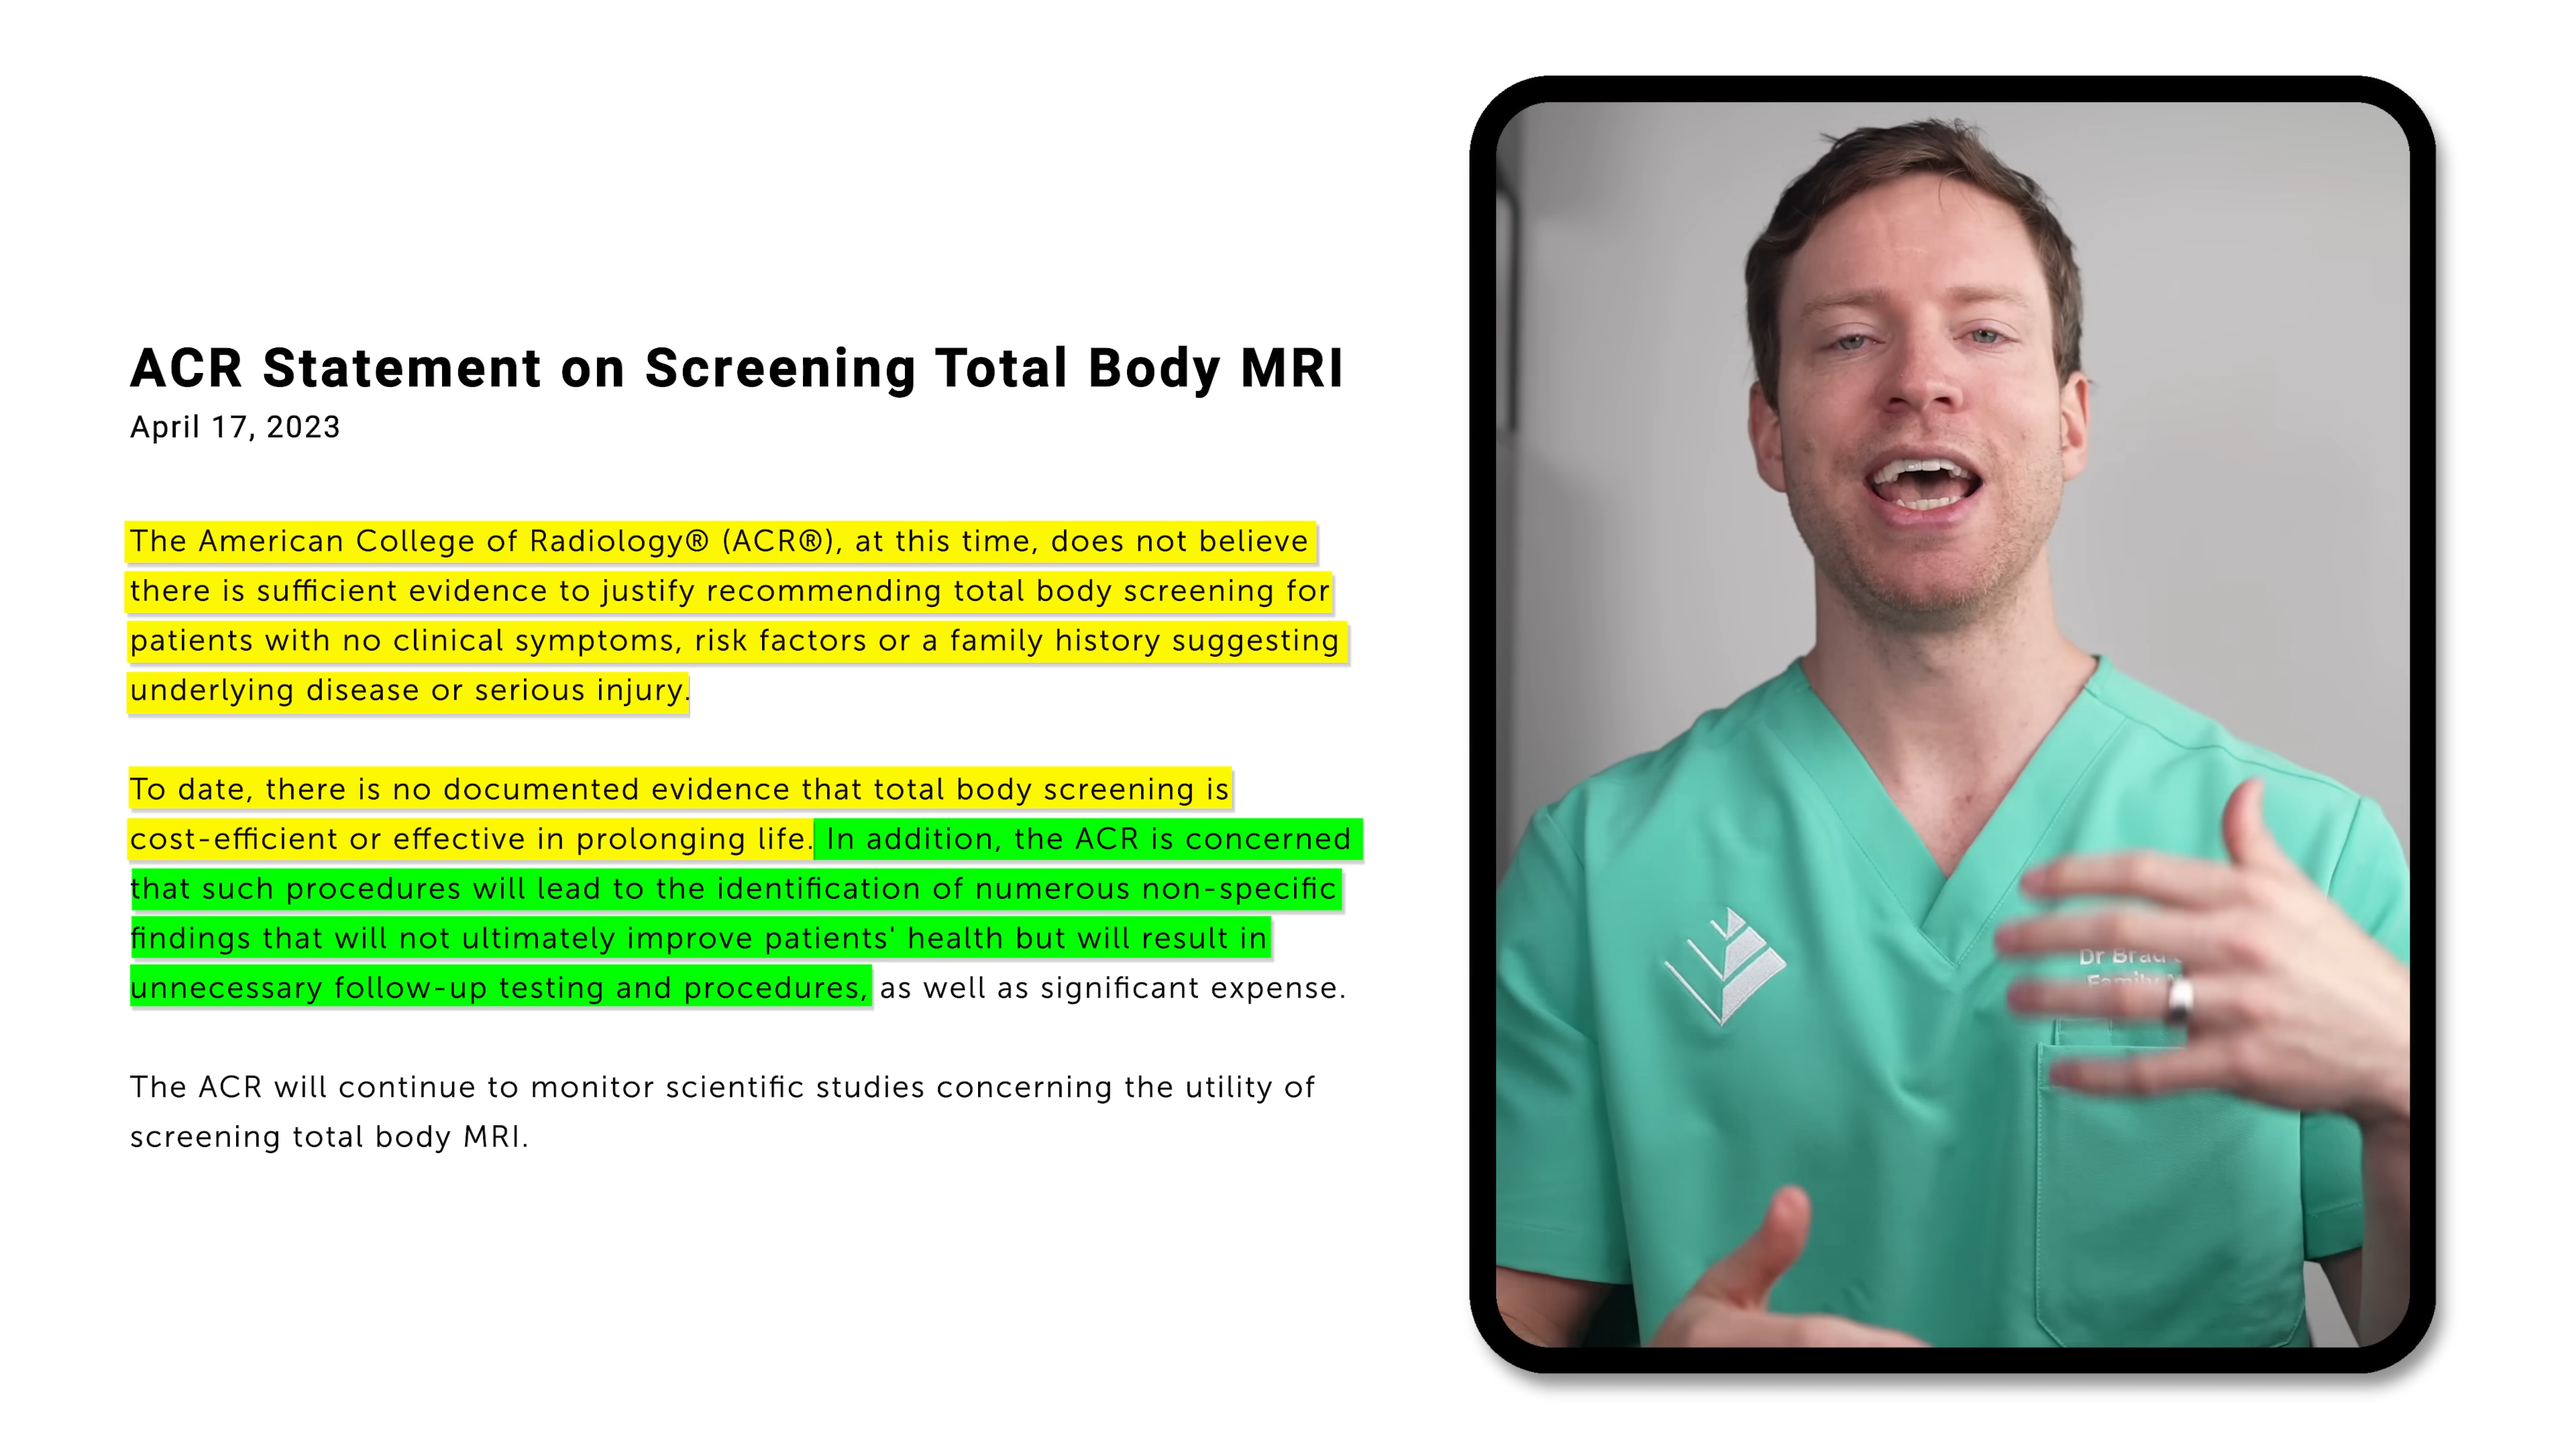 ACR Statement on Screening Total Body MRI
April 17, 2023
The American College of Radiology® (ACR®), at this time, does not believe
there is sufficient evidence to justify recommending total body screening for
patients with no clinical symptoms, risk factors or a family history suggesting
underlying disease or serious injury.
To date, there is no documented evidence that total body screening is
cost-efficient or effective in prolonging life. In addition, the ACR is concerned
that such procedures will lead to the identification of numerous non-specific
findings that will not ultimately improve patients' health but will result in
unnecessary follow-up testing and procedures, as well as significant expense.
The ACR will continue to monitor scientific studies concerning the utility of
screening total body MRI.
Dr Brad
Family